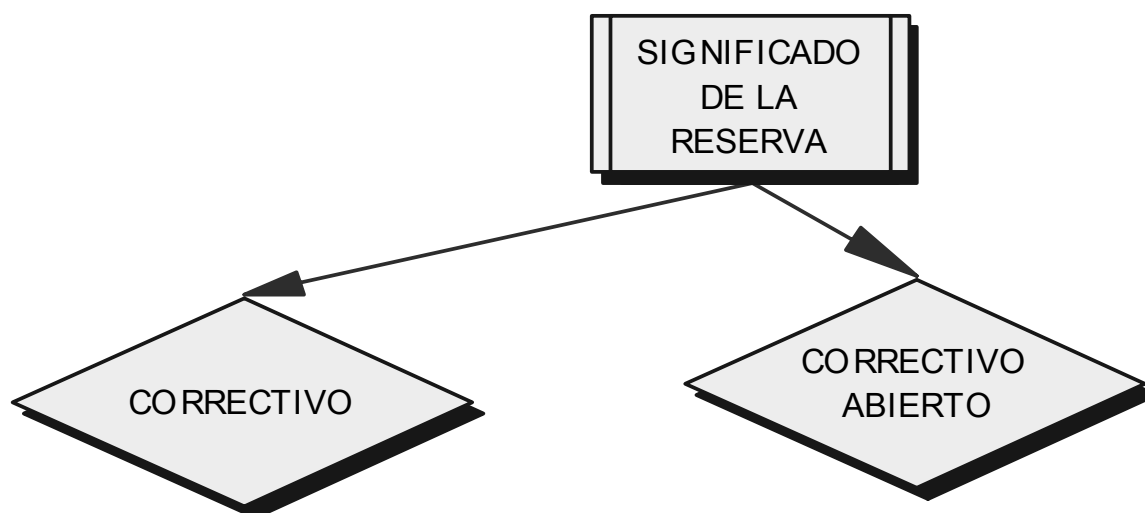 SIGNIFICADO
DE LA
RESERVA
CORRECTIVO
CORRECTIVO
ABIERTO